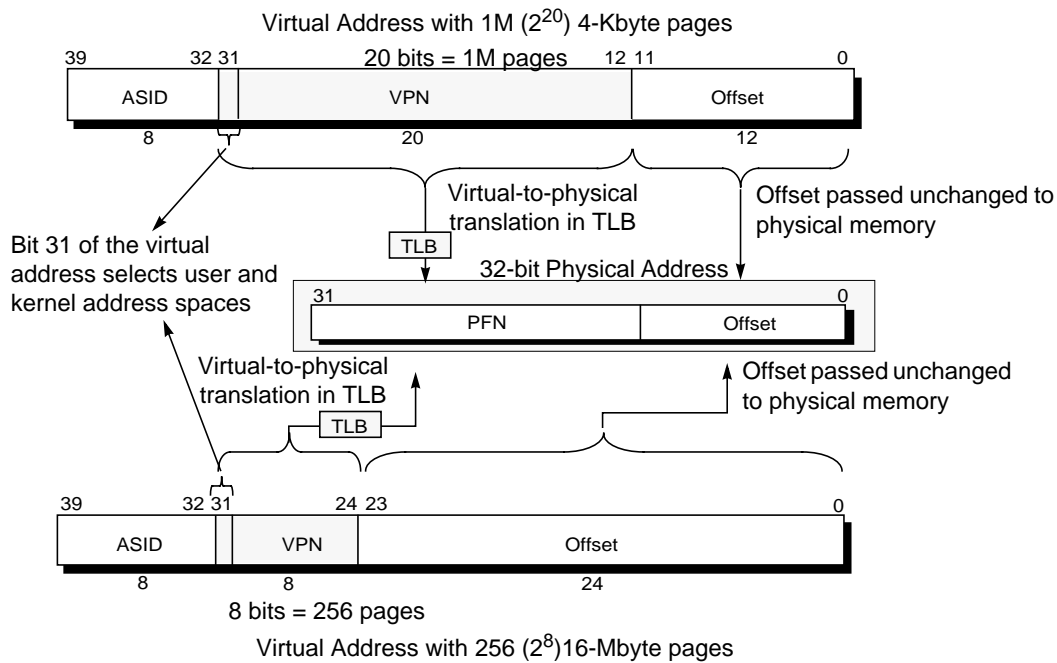 Virtual Address with 1M (2^20) 4-Kbyte pages
39 32 31 20 bits = 1M pages 12 11 0
ASID VPN Offset
8 20 12
Virtual-to-physical
translation in TLB
Offset passed unchanged to
physical memory
TLB
Bit 31 of the virtual
address selects user and
kernel address spaces
32-bit Physical Address
31 0
PFN Offset
Virtual-to-physical
translation in TLB
Offset passed unchanged
to physical memory
TLB
39 32 31 24 23 0
ASID VPN Offset
8 8 24
8 bits = 256 pages
Virtual Address with 256 (2^8)16-Mbyte pages